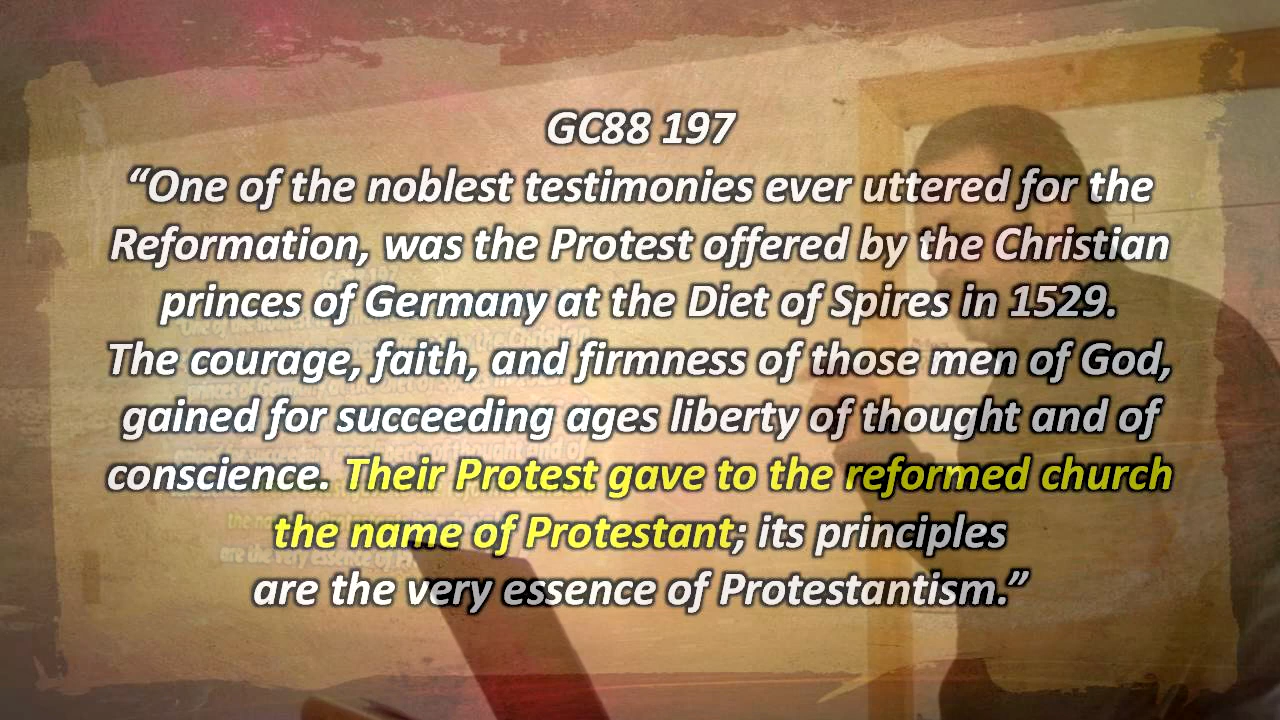 GC88 197
“One of the noblest testimonies ever uttered for the
Reformation, was the Protest offered by the Christian
princes of Germany at the Diet of Spires in 1529.
The courage, faith, and firmness of those men of God,
gained for succeeding ages liberty of thought and of
conscience. Their Protest gave to the reformed church
the name of Protestant; its principles
are the very essence of Protestantism.”